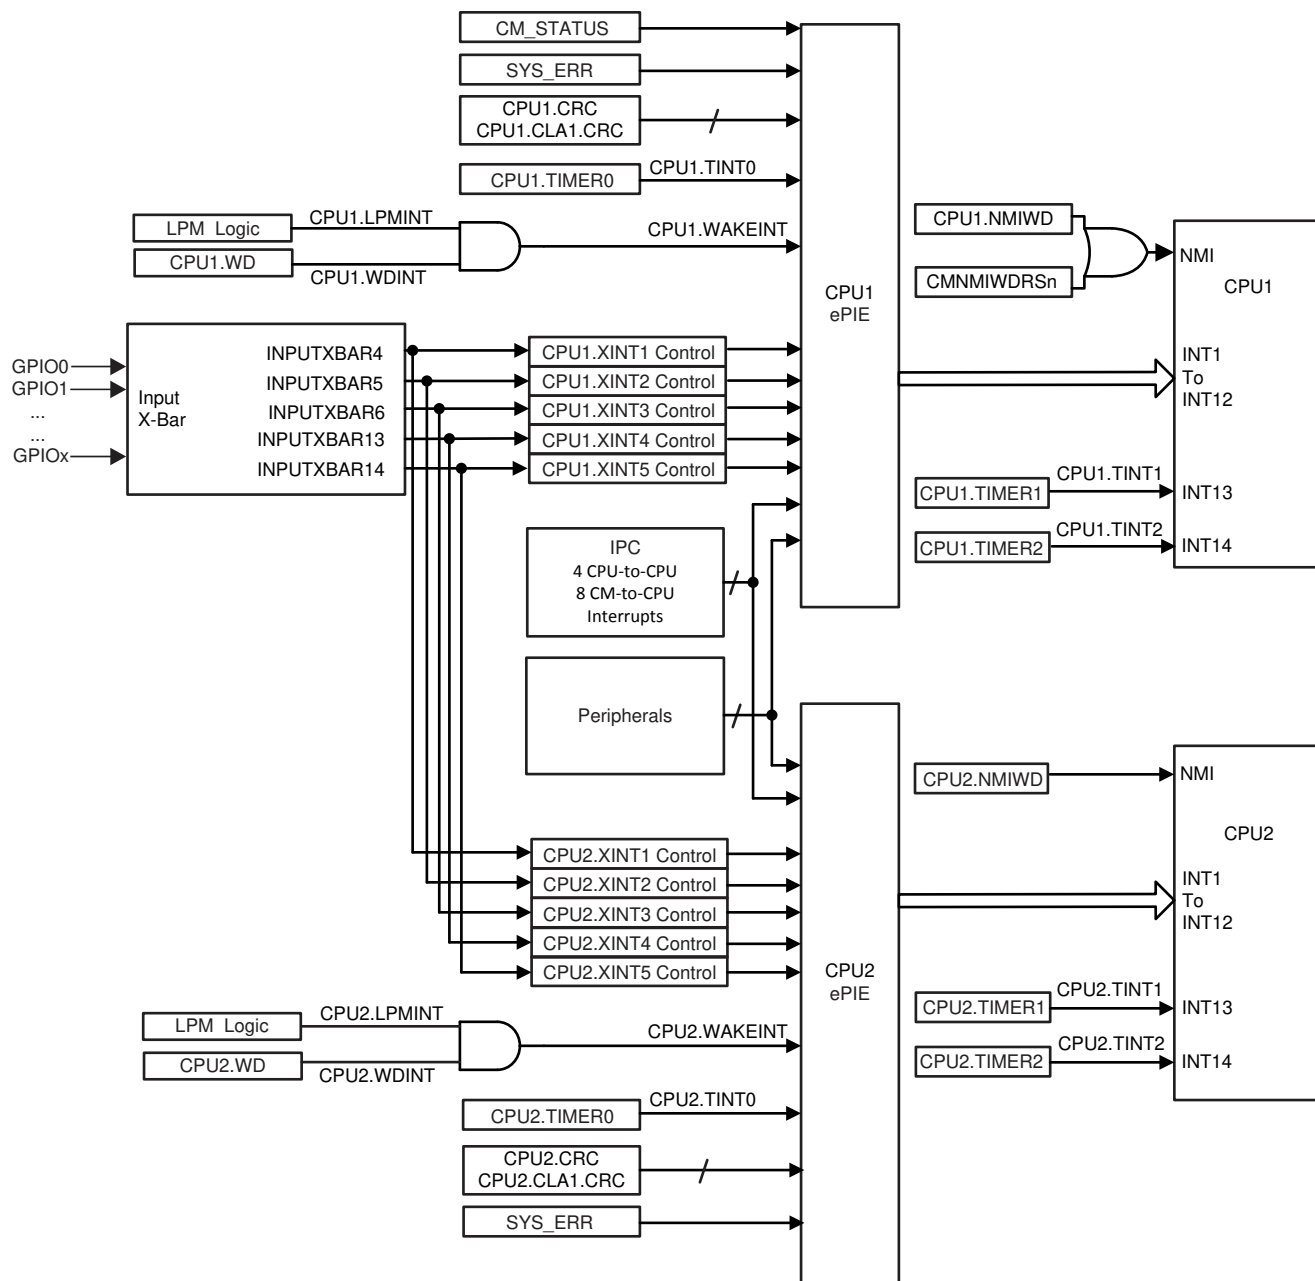 CM_STATUS
SYS_ERR
CPU1.CRC
CPU1.CLA1.CRC
CPU1.TIMER0
CPU1.TINT0
LPM Logic
CPU1.LPMINT
CPU1.WD
CPU1.WDINT
CPU1.WAKEINT
CPU1
ePIE
CPU1.NMIWD
CMNMIWDRSn
NMI
CPU1
INT1
To
INT12
CPU1.TIMER1
CPU1.TINT1
INT13
CPU1.TIMER2
CPU1.TINT2
INT14
GPIO0
GPIO1
...
...
GPIOx
Input
X-Bar
INPUTXBAR4
INPUTXBAR5
INPUTXBAR6
INPUTXBAR13
INPUTXBAR14
CPU1.XINT1 Control
CPU1.XINT2 Control
CPU1.XINT3 Control
CPU1.XINT4 Control
CPU1.XINT5 Control
IPC
4 CPU-to-CPU
8 CM-to-CPU
Interrupts
Peripherals
CPU2.XINT1 Control
CPU2.XINT2 Control
CPU2.XINT3 Control
CPU2.XINT4 Control
CPU2.XINT5 Control
CPU2
ePIE
CPU2.NMIWD
NMI
CPU2
INT1
To
INT12
CPU2.TIMER1
CPU2.TINT1
INT13
CPU2.TIMER2
CPU2.TINT2
INT14
LPM Logic
CPU2.LPMINT
CPU2.WD
CPU2.WDINT
CPU2.WAKEINT
CPU2.TIMER0
CPU2.TINT0
CPU2.CRC
CPU2.CLA1.CRC
SYS_ERR